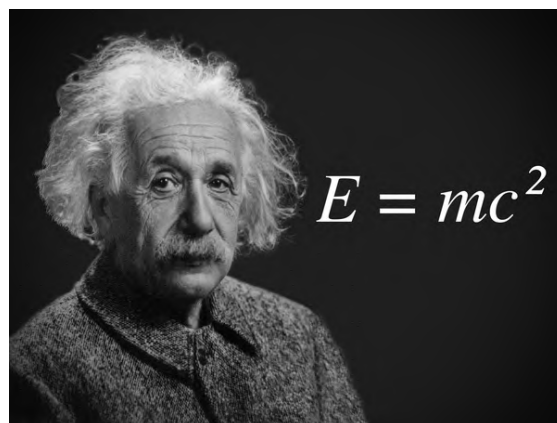 E = mc²